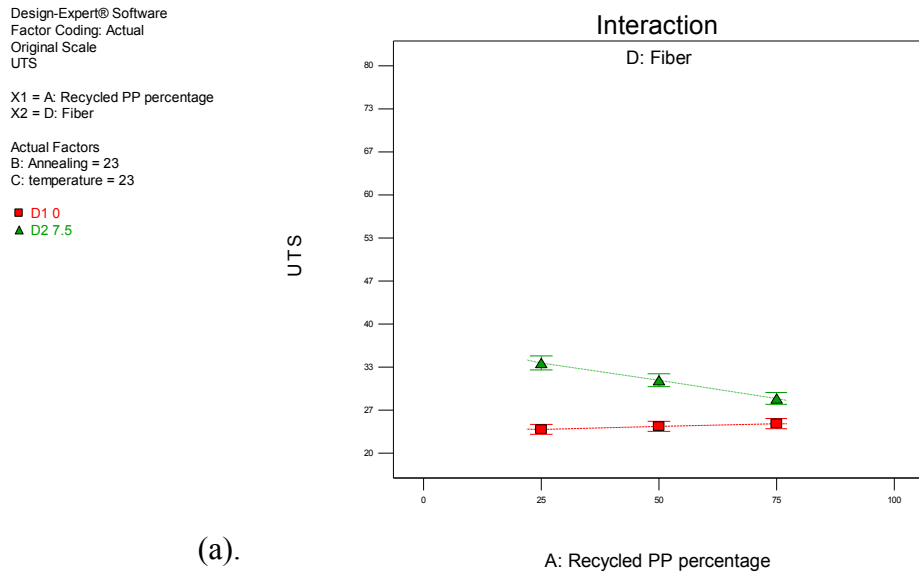 Design-Expert® Software
Factor Coding: Actual
Original Scale
UTS
X1 = A: Recycled PP percentage
X2 = D: Fiber
Actual Factors
B: Annealing = 23
C: temperature = 23
D1 0
D2 7.5
Interaction
D: Fiber
80
73
67
60
53
47
40
33
27
20
UTS
0 25 50 75 100
A: Recycled PP percentage
(a).